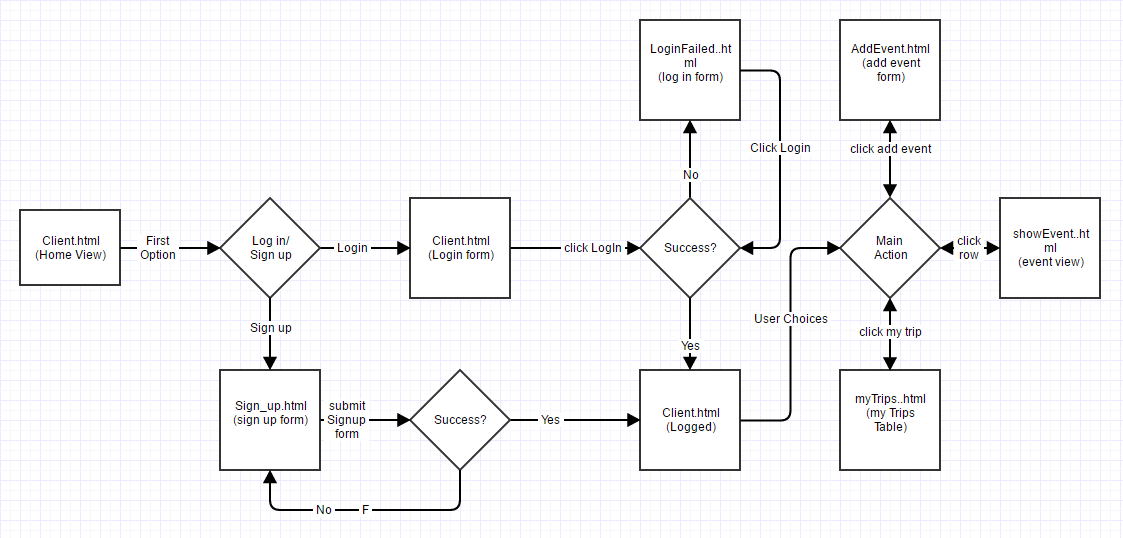 LoginFailed..ht
ml
(log in form)
AddEvent.html
(add event
form)
Click Login
click add event
No
Client.html
(Home View)
First
Option
Log in/
Sign up
Login
Client.html
(Login form)
click LogIn
Success?
Main
Action
click
row
showEvent..ht
ml
(event view)
Sign up
User Choices
click my trip
Yes
Sign_up.html
(sign up form)
submit
Signup
form
Success?
Yes
Client.html
(Logged)
myTrips..html
(my Trips
Table)
No
F